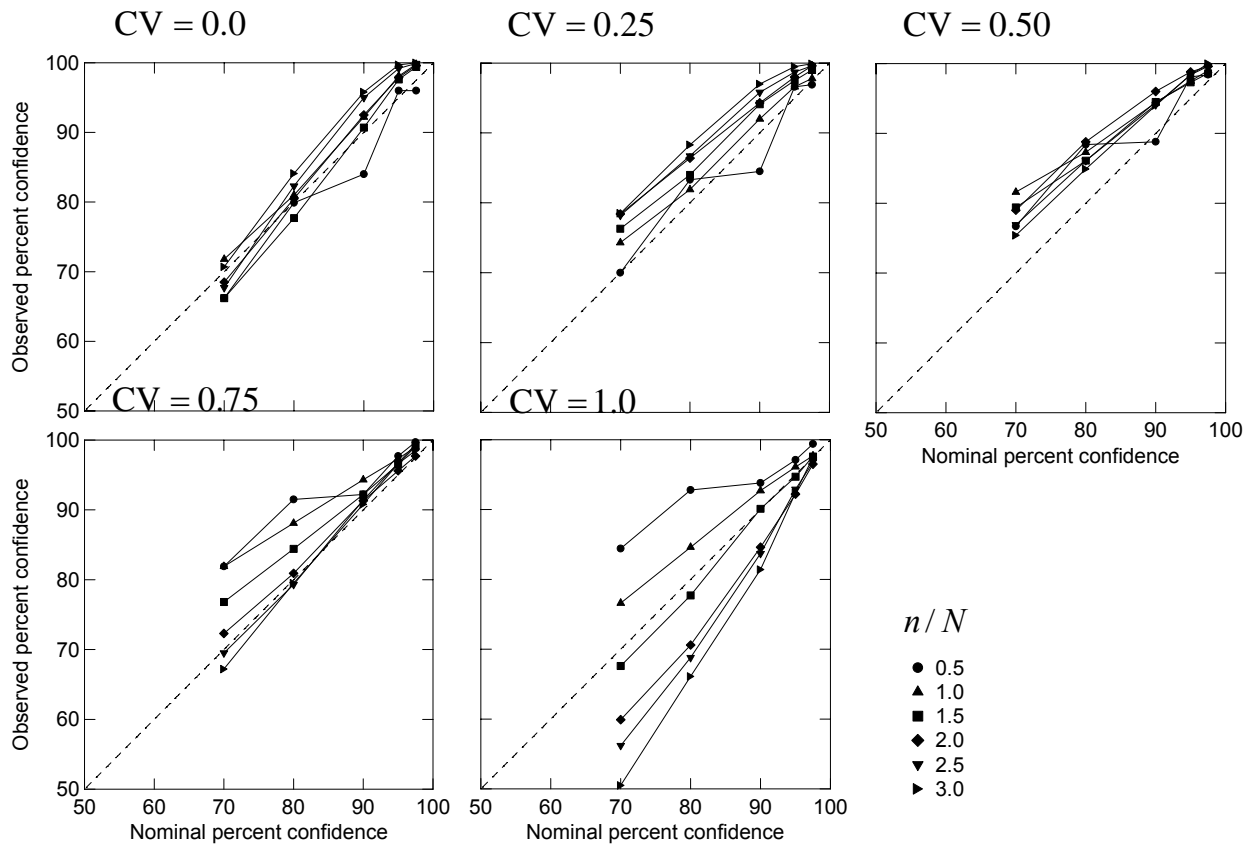 CV = 0.0
CV = 0.25
CV = 0.50
Observed percent confidence
100
90
80
70
60
50
50 60 70 80 90 100
Nominal percent confidence
CV = 0.75
CV = 1.0
Observed percent confidence
100
90
80
70
60
50
50 60 70 80 90 100
Nominal percent confidence
50 60 70 80 90 100
Nominal percent confidence
n / N
0.5
1.0
1.5
2.0
2.5
3.0